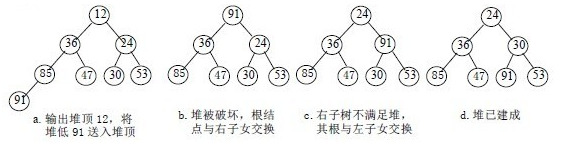 12
36 24
85 47 30 53
91
a. 输出堆顶 12，将
堆低 91 送入堆顶
91
36 24
85 47 30 53
b. 堆被破坏，根结
点与右子女交换
24
36 91
85 47 30 53
c. 右子树不满足堆，
其根与左子女交换
24
36 30
85 47 91 53
d. 堆已建成